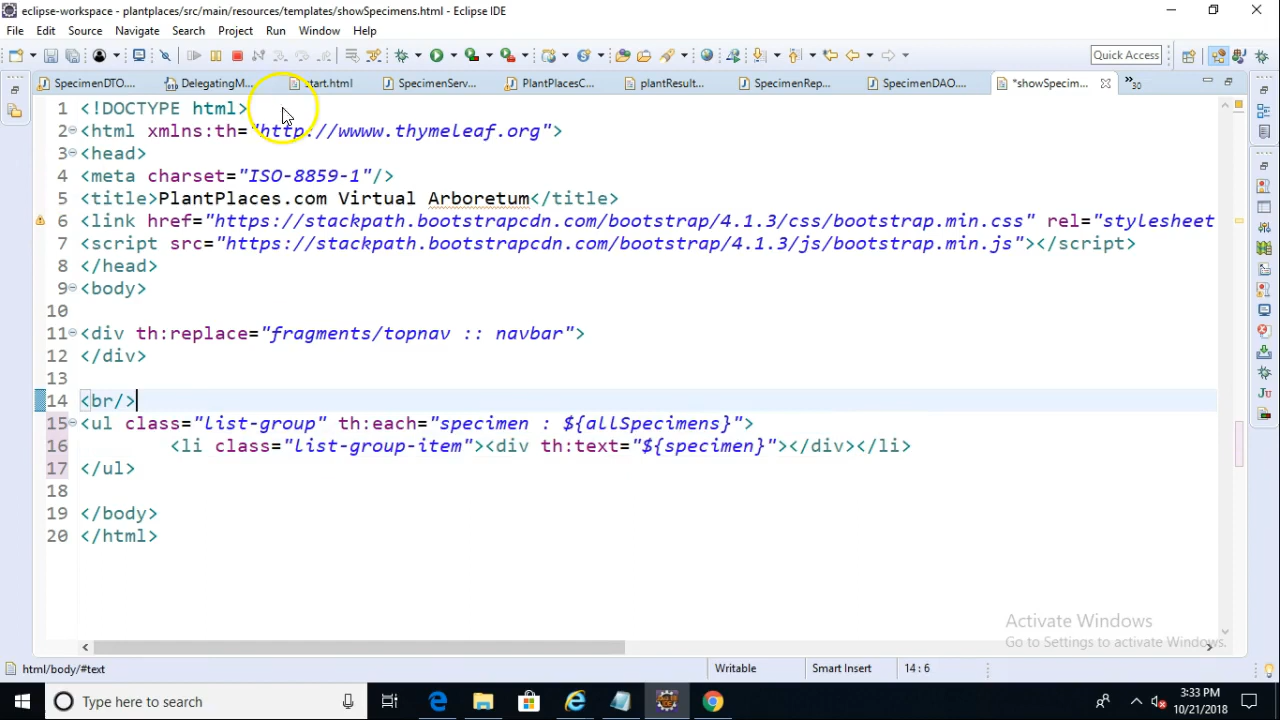 eclipse-workspace - plantplaces/src/main/resources/templates/showSpecimens.html - Eclipse IDE
File Edit Source Navigate Search Project Run Window Help
Quick Access
SpecimenDTO.... DelegatingM... start.html SpecimenServ... PlantPlacesC... plantResult... SpecimenRep... SpecimenDAO.... *showSpecim... »30
1 <!DOCTYPE html>
2 <html xmlns:th="http://wwww.thymeleaf.org">
3 <head>
4 <meta charset="ISO-8859-1"/>
5 <title>PlantPlaces.com Virtual Arboretum</title>
6 <link href="https://stackpath.bootstrapcdn.com/bootstrap/4.1.3/css/bootstrap.min.css" rel="stylesheet
7 <script src="https://stackpath.bootstrapcdn.com/bootstrap/4.1.3/js/bootstrap.min.js"></script>
8 </head>
9 <body>
10
11 <div th:replace="fragments/topnav :: navbar">
12 </div>
13
14 <br/>
15 <ul class="list-group" th:each="specimen : ${allSpecimens}">
16 <li class="list-group-item"><div th:text="${specimen}"></div></li>
17 </ul>
18
19 </body>
20 </html>
Activate Windows
Go to Settings to activate Windows.
html/body/#text Writable Smart Insert 14 : 6
Type here to search
3:33 PM
10/21/2018